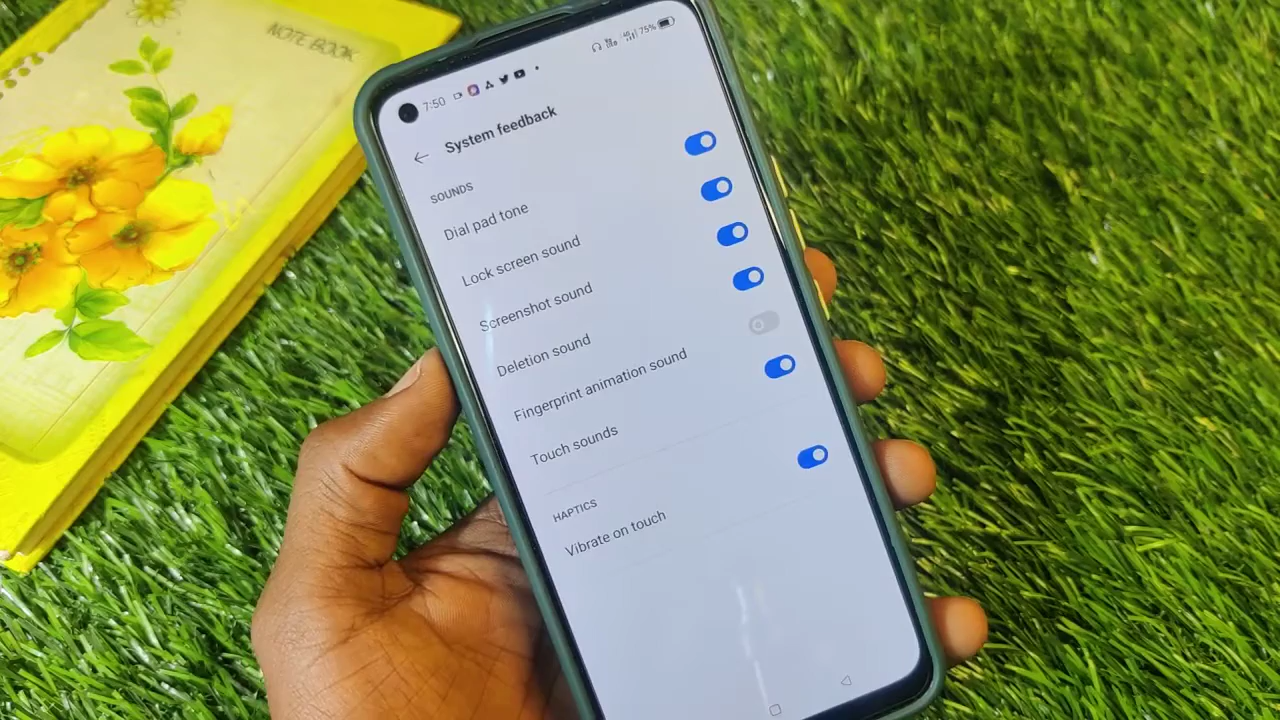 NOTE BOOK
7:50
75%
System feedback
SOUNDS
Dial pad tone
Lock screen sound
Screenshot sound
Deletion sound
Fingerprint animation sound
Touch sounds
HAPTICS
Vibrate on touch